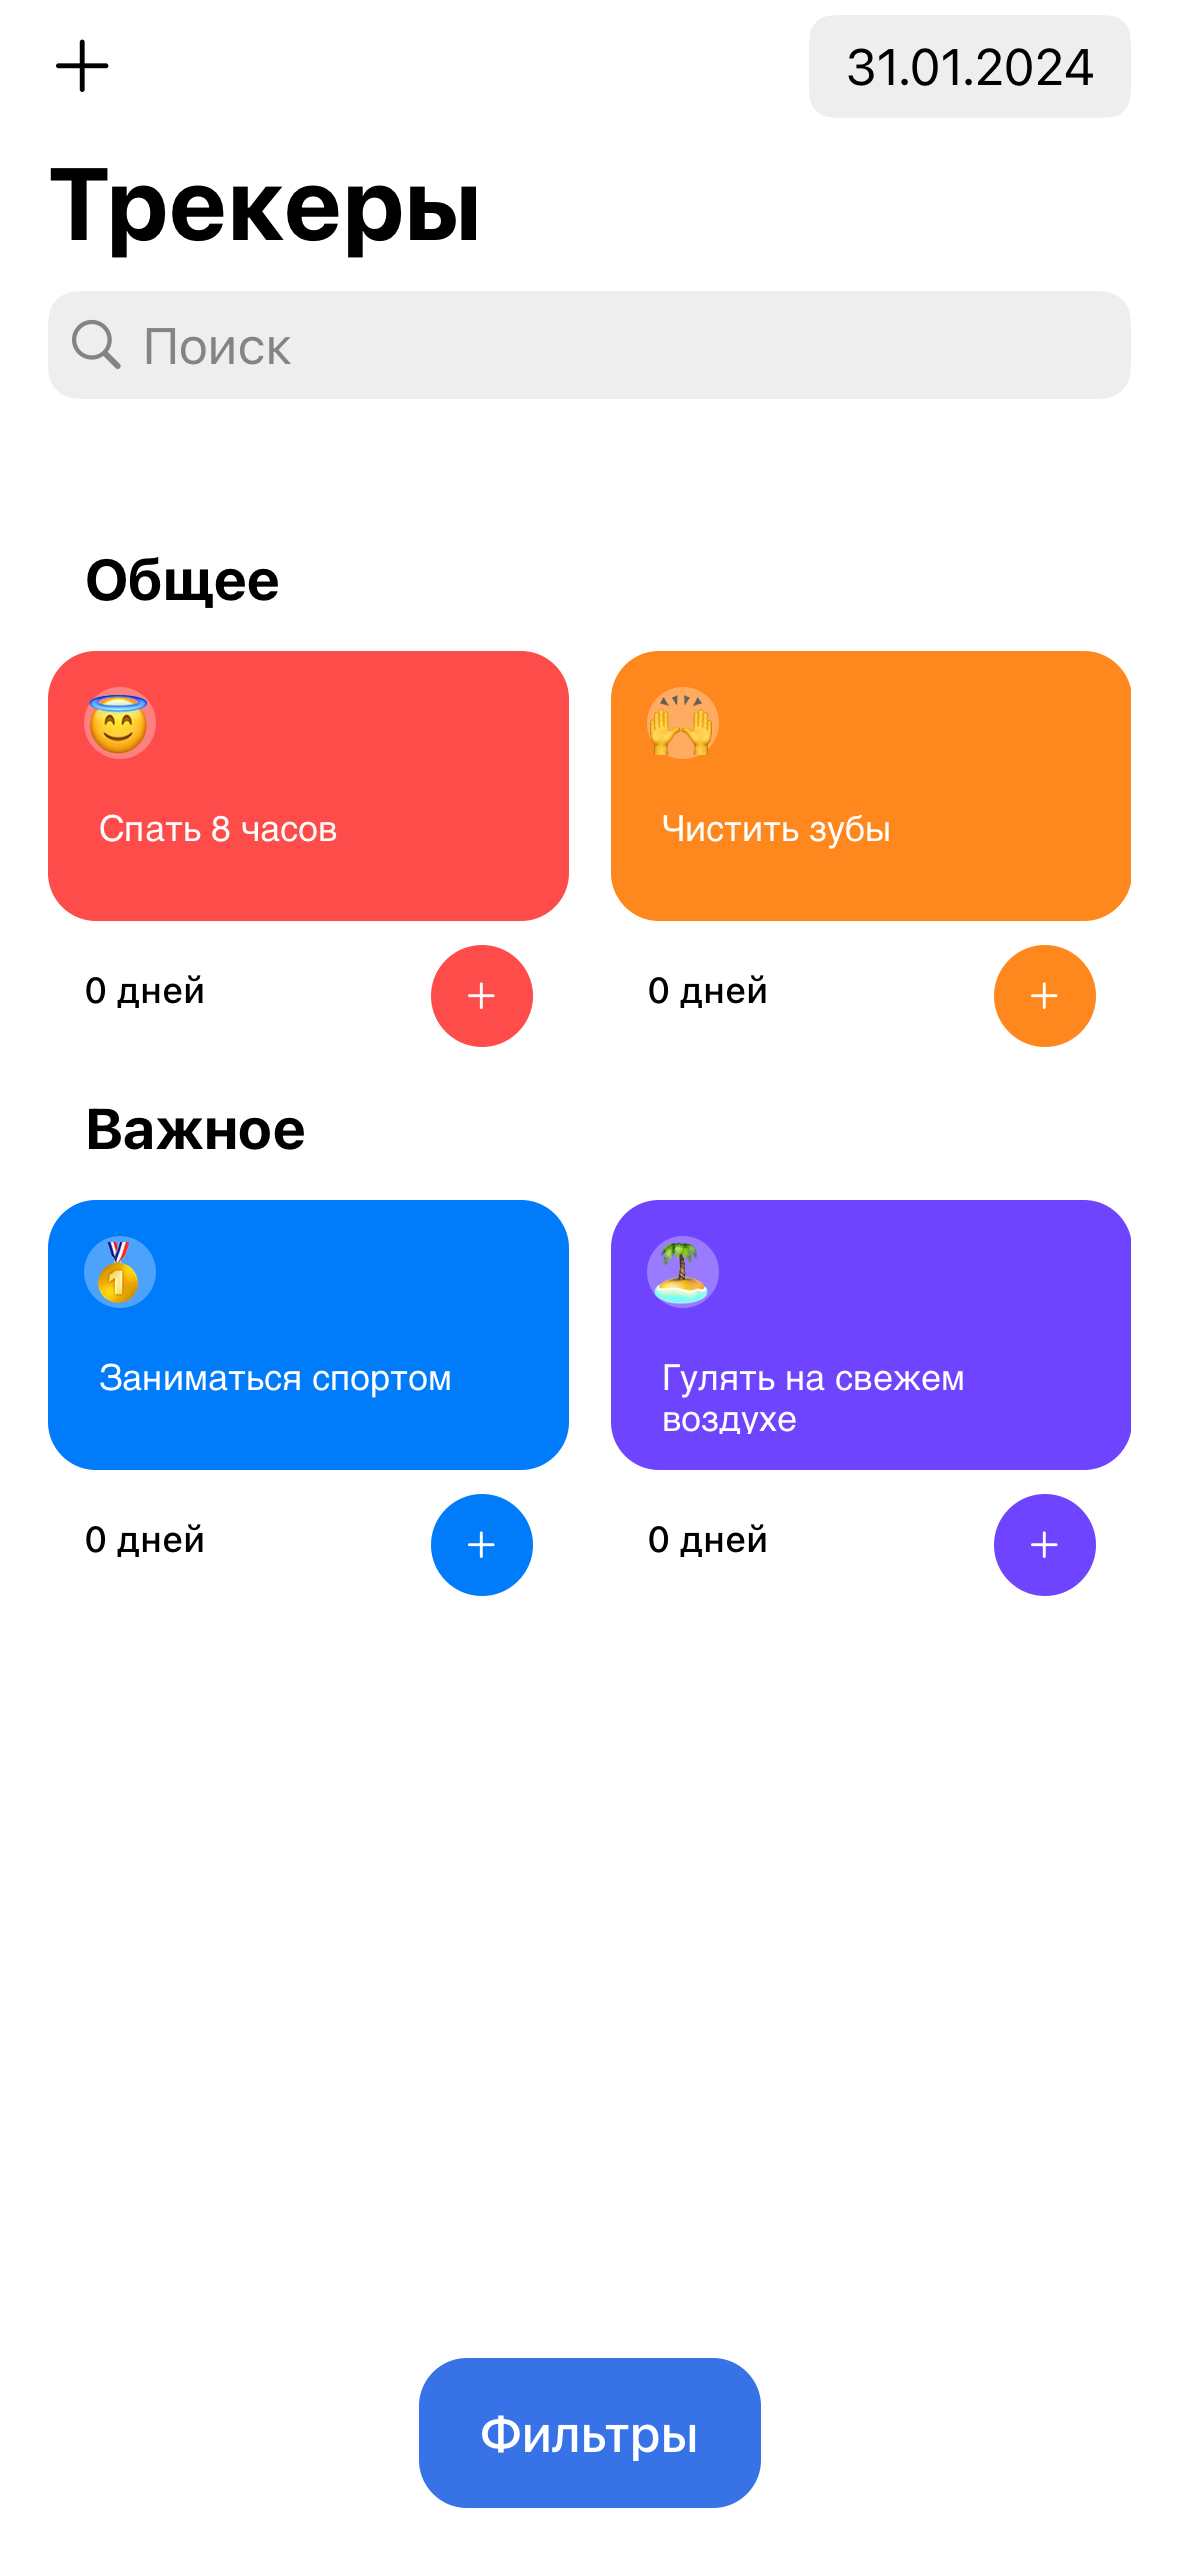 31.01.2024
Трекеры
Поиск
Общее
Спать 8 часов
Чистить зубы
0 дней
0 дней
Важное
1
Заниматься спортом
Гулять на свежем
воздухе
0 дней
0 дней
Фильтры